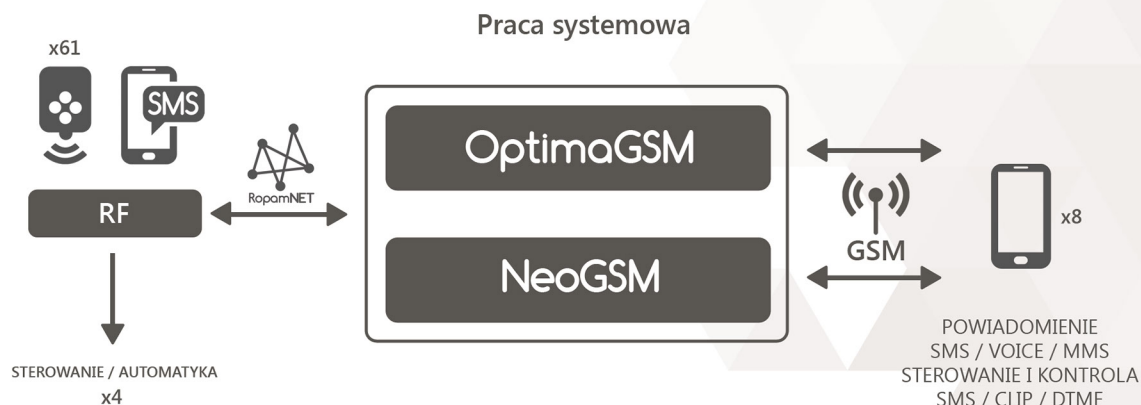 Praca systemowa
x61
SMS
RF
STEROWANIE / AUTOMATYKA
x4
RopamNET
OptimaGSM
NeoGSM
GSM
x8
POWIADOMIENIE
SMS / VOICE / MMS
STEROWANIE I KONTROLA
SMS / CLIP / DTMF